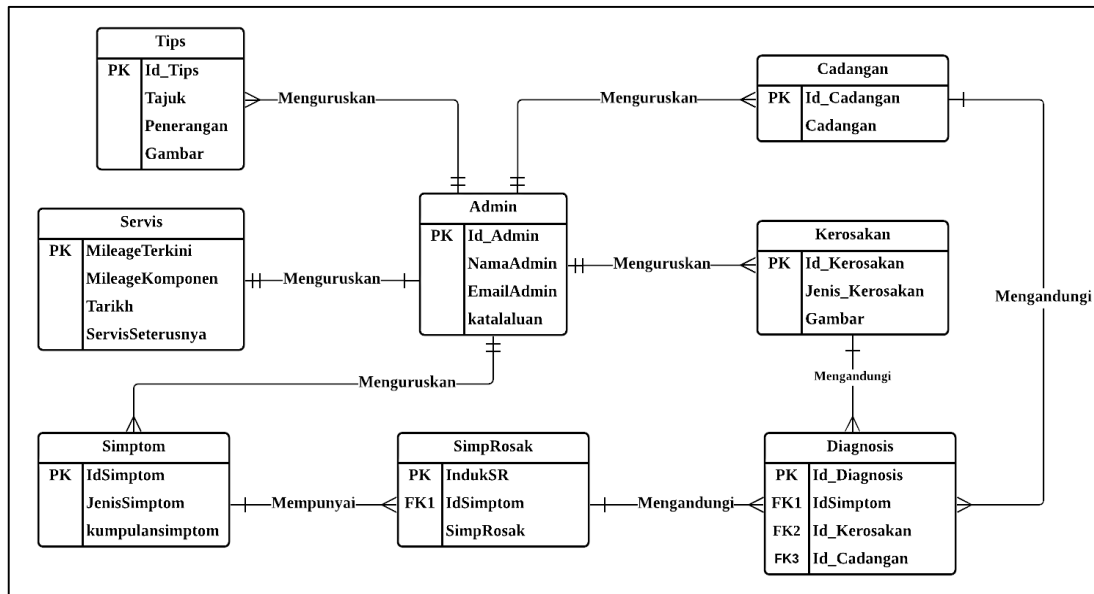 Tips
PK Id_Tips
Tajuk
Penerangan
Gambar
Menguruskan
Menguruskan
Cadangan
PK Id_Cadangan
Cadangan
Servis
PK MileageTerkini
MileageKomponen
Tarikh
ServisSeterusnya
Menguruskan
Admin
PK Id_Admin
NamaAdmin
EmailAdmin
katalaluan
Menguruskan
Kerosakan
PK Id_Kerosakan
Jenis_Kerosakan
Gambar
Mengandungi
Menguruskan
Mengandungi
Simptom
PK IdSimptom
JenisSimptom
kumpulansimptom
Mempunyai
SimpRosak
PK IndukSR
FK1 IdSimptom
SimpRosak
Mengandungi
Diagnosis
PK Id_Diagnosis
FK1 IdSimptom
FK2 Id_Kerosakan
FK3 Id_Cadangan